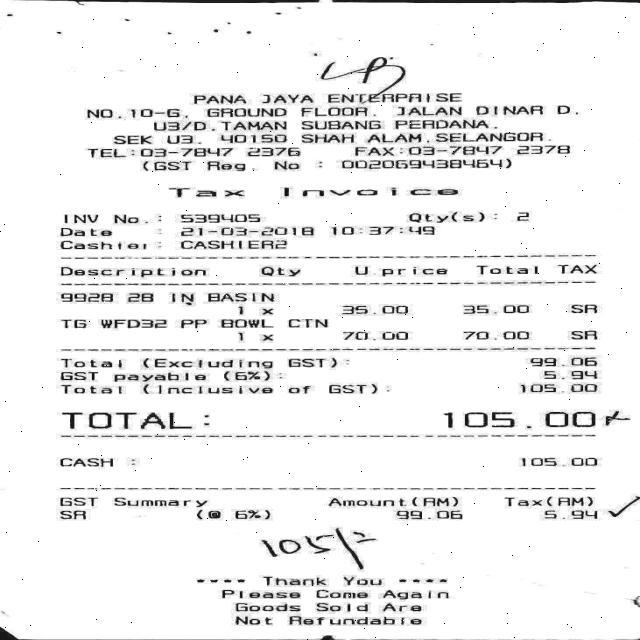 PANA JAYA ENTERPRISE
NO.10-G, GROUND FLOOR, JALAN DINAR D,
U3/D,TAMAN SUBANG PERDANA,
SEK U3, 40150 SHAH ALAM,SELANGOR.
TEL:03-7847 2376 FAX:03-7847 2378
(GST Reg. No : 002069438464)
Tax Invoice
INV No.: 539405 Qty(s): 2
Date : 21-03-2018 10:37:49
Cashier: CASHIER2
Description Qty U.price Total TAX
9928 28 IN BASIN
1 x 35.00 35.00 SR
TG WFD32 PP BOWL CTN
1 x 70.00 70.00 SR
Total (Excluding GST): 99.06
GST payable (6%): 5.94
Total (Inclusive of GST): 105.00
TOTAL: 105.00
CASH : 105.00
GST Summary Amount(RM) Tax(RM)
SR (@ 6%) 99.06 5.94
105/-
**** Thank You ****
Please Come Again
Goods Sold Are
Not Refundable